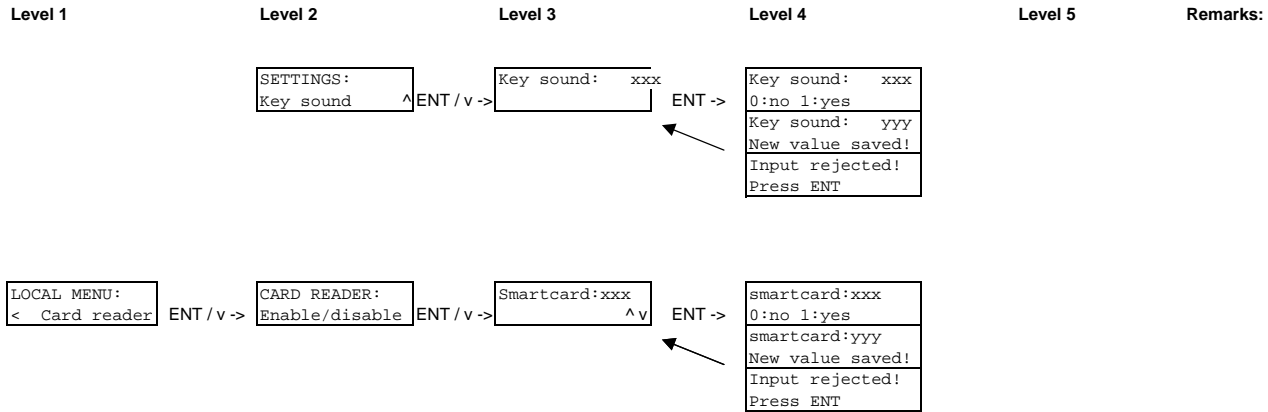 Level 1 Level 2 Level 3 Level 4 Level 5 Remarks:
SETTINGS: Key sound: xxx Key sound: xxx
Key sound ^ ENT / v -> ENT -> 0:no 1:yes
Key sound: yyy
New value saved!
Input rejected!
Press ENT
LOCAL MENU: CARD READER: Smartcard:xxx smartcard:xxx
< Card reader ENT / v -> Enable/disable ENT / v -> ^ v ENT -> 0:no 1:yes
smartcard:yyy
New value saved!
Input rejected!
Press ENT